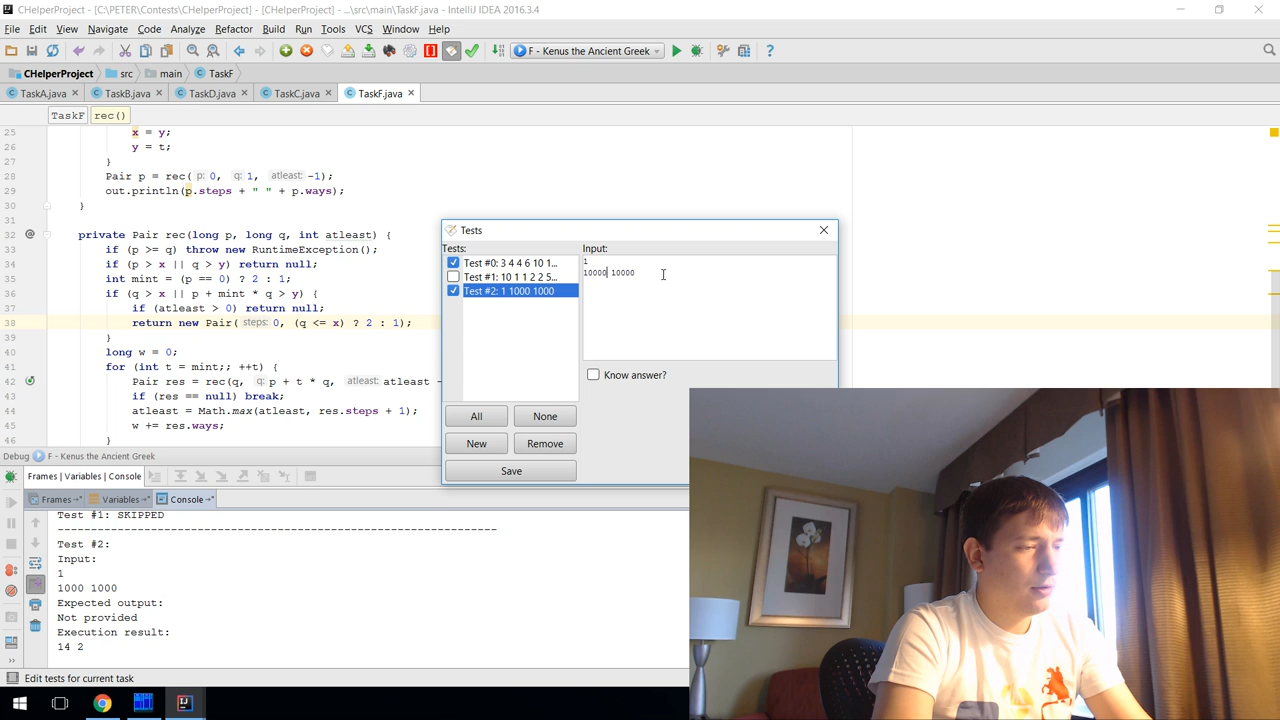 CHelperProject - [C:\PETER\Contests\CHelperProject] - [CHelperProject] - ...\src\main\TaskF.java - IntelliJ IDEA 2016.3.4
File Edit View Navigate Code Analyze Refactor Build Run Tools VCS Window Help
F - Kenus the Ancient Greek
CHelperProject src main TaskF
TaskA.java TaskB.java TaskD.java TaskC.java TaskF.java
TaskF rec()
25 x = y;
26 y = t;
27 }
28 Pair p = rec( p: 0, q: 1, atleast: -1);
29 out.println(p.steps + " " + p.ways);
30 }
31
32 private Pair rec(long p, long q, int atleast) {
33 if (p >= q) throw new RuntimeException();
34 if (p > x || q > y) return null;
35 int mint = (p == 0) ? 2 : 1;
36 if (q > x || p + mint * q > y) {
37 if (atleast > 0) return null;
38 return new Pair( steps: 0, (q <= x) ? 2 : 1);
39 }
40 long w = 0;
41 for (int t = mint;; ++t) {
42 Pair res = rec(q, q: p + t * q, atleast: atleast -
43 if (res == null) break;
44 atleast = Math.max(atleast, res.steps + 1);
45 w += res.ways;
46 }
Tests
Tests: Input:
Test #0: 3 4 4 6 10 1...
Test #1: 10 1 1 2 2 5...
Test #2: 1 1000 1000
1
10000 10000
Know answer?
All None
New Remove
Save
Debug F - Kenus the Ancient Greek
Frames | Variables | Console
Frames Variables Console
Test #1: SKIPPED
------------------------------------------------------------------
Test #2:
Input:
1
1000 1000
Expected output:
Not provided
Execution result:
14 2
Edit tests for current task